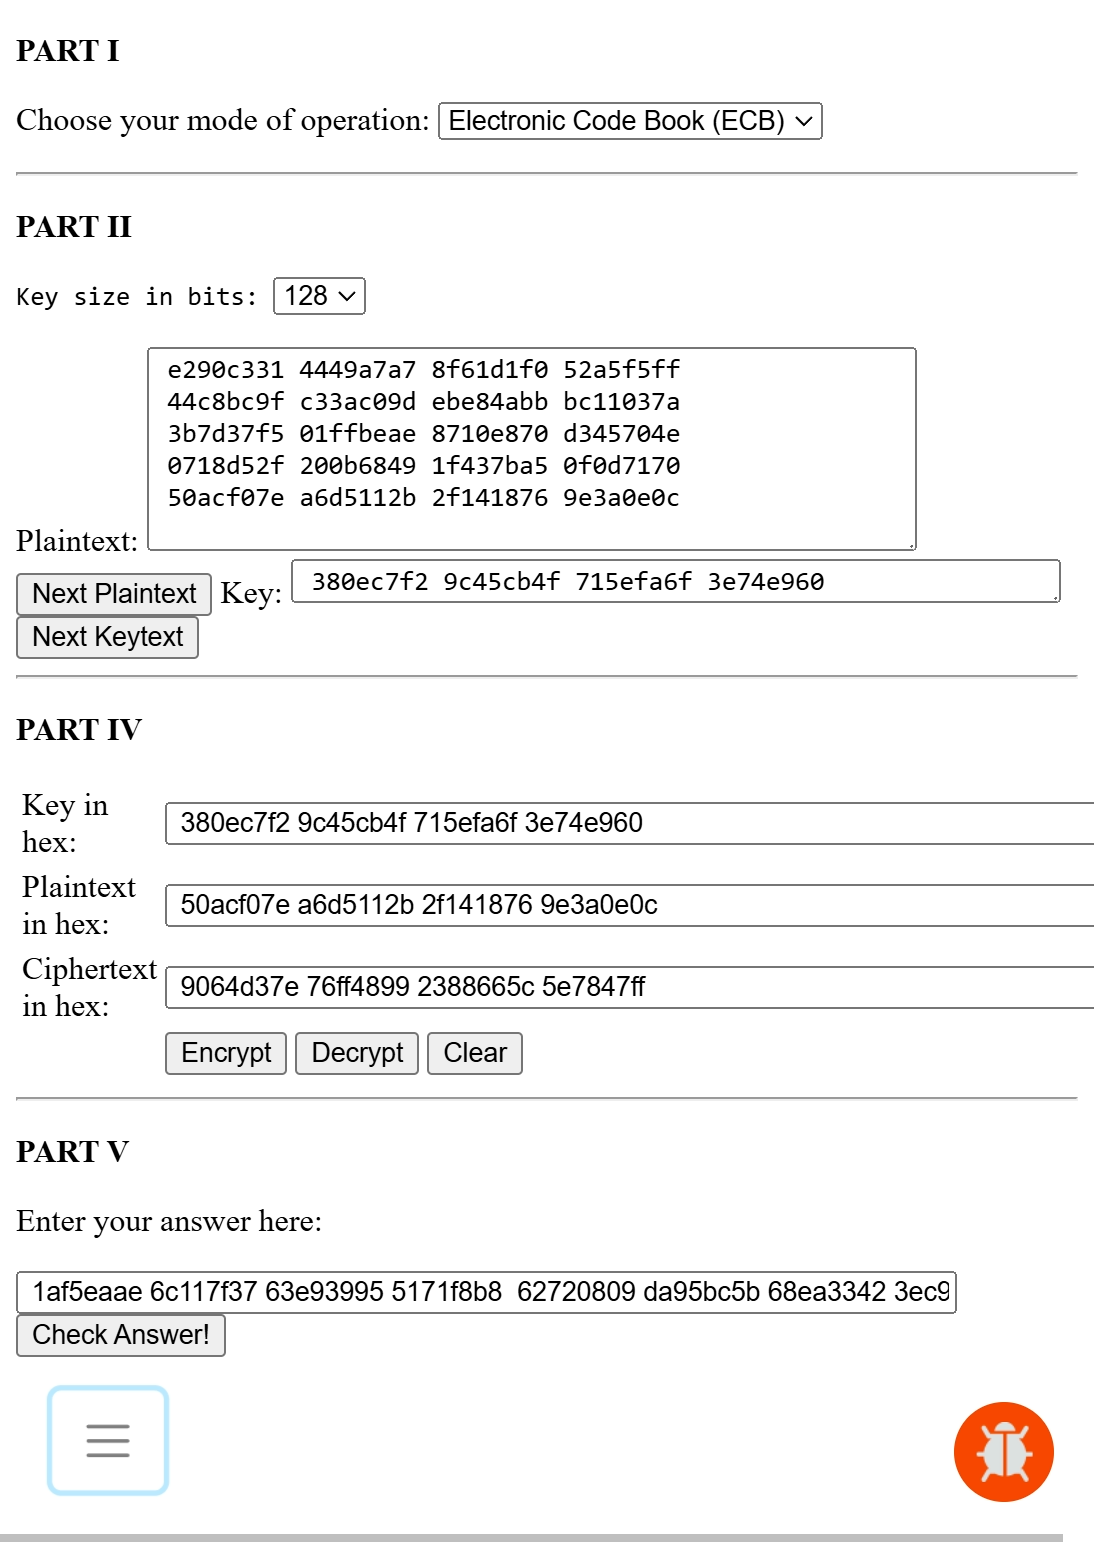 PART I
Choose your mode of operation: Electronic Code Book (ECB)
PART II
Key size in bits: 128
e290c331 4449a7a7 8f61d1f0 52a5f5ff
44c8bc9f c33ac09d ebe84abb bc11037a
3b7d37f5 01ffbeae 8710e870 d345704e
0718d52f 200b6849 1f437ba5 0f0d7170
50acf07e a6d5112b 2f141876 9e3a0e0c
Plaintext:
Next Plaintext Key: 380ec7f2 9c45cb4f 715efa6f 3e74e960
Next Keytext
PART IV
Key in hex: 380ec7f2 9c45cb4f 715efa6f 3e74e960
Plaintext in hex: 50acf07e a6d5112b 2f141876 9e3a0e0c
Ciphertext in hex: 9064d37e 76ff4899 2388665c 5e7847ff
Encrypt Decrypt Clear
PART V
Enter your answer here:
1af5eaae 6c117f37 63e93995 5171f8b8  62720809 da95bc5b 68ea3342 3ec9
Check Answer!